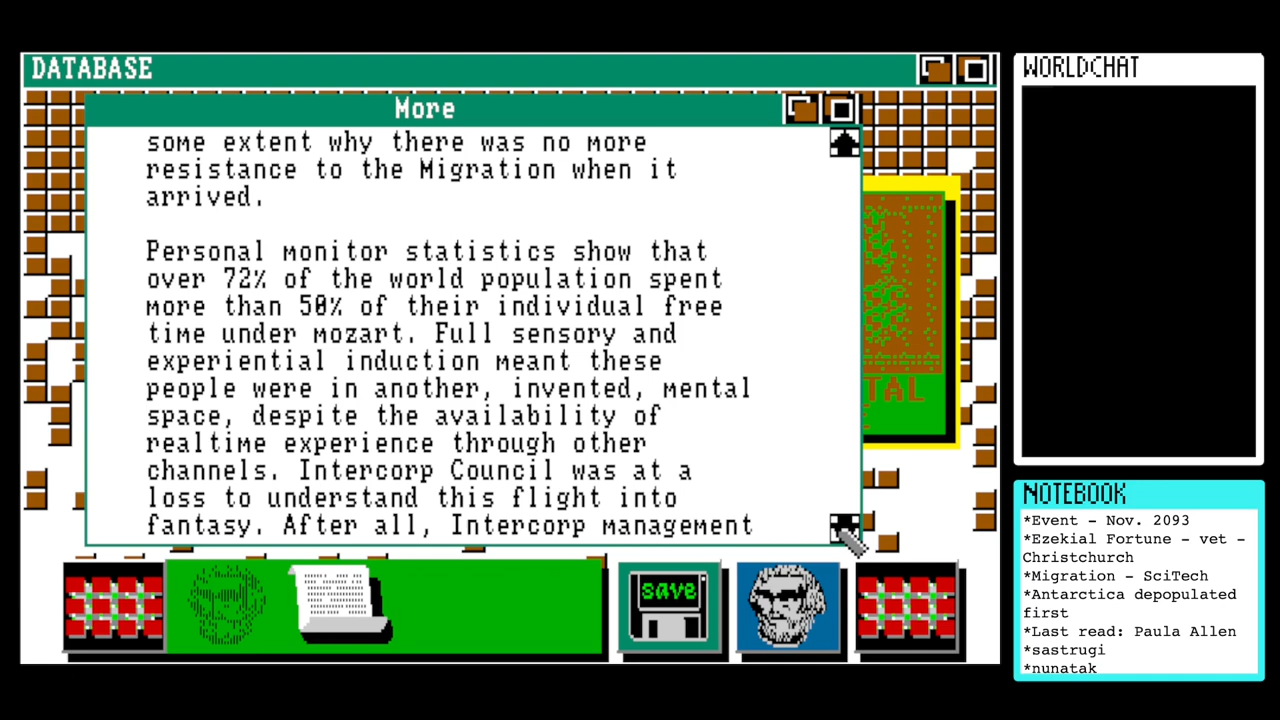 DATABASE
More
some extent why there was no more
resistance to the Migration when it
arrived.
Personal monitor statistics show that
over 72% of the world population spent
more than 50% of their individual free
time under mozart. Full sensory and
experiential induction meant these
people were in another, invented, mental
space, despite the availability of
realtime experience through other
channels. Intercorp Council was at a
loss to understand this flight into
fantasy. After all, Intercorp management
TAL
save
WORLDCHAT
NOTEBOOK
*Event - Nov. 2093
*Ezekial Fortune - vet -
Christchurch
*Migration - SciTech
*Antarctica depopulated
first
*Last read: Paula Allen
*sastrugi
*nunatak